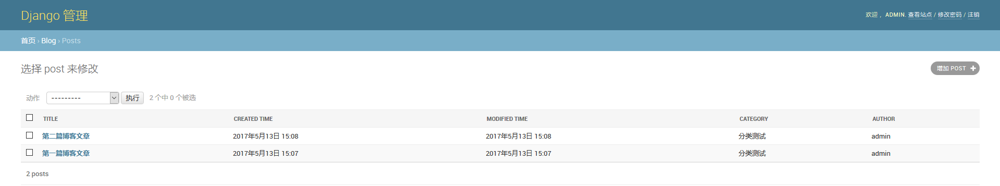 Django 管理
欢迎， ADMIN. 查看站点 / 修改密码 / 注销
首页 › Blog › Posts
选择 post 来修改
增加 POST
动作 --------- 执行 2 个中 0 个被选
TITLE CREATED TIME MODIFIED TIME CATEGORY AUTHOR
第二篇博客文章 2017年5月13日 15:08 2017年5月13日 15:08 分类测试 admin
第一篇博客文章 2017年5月13日 15:07 2017年5月13日 15:07 分类测试 admin
2 posts